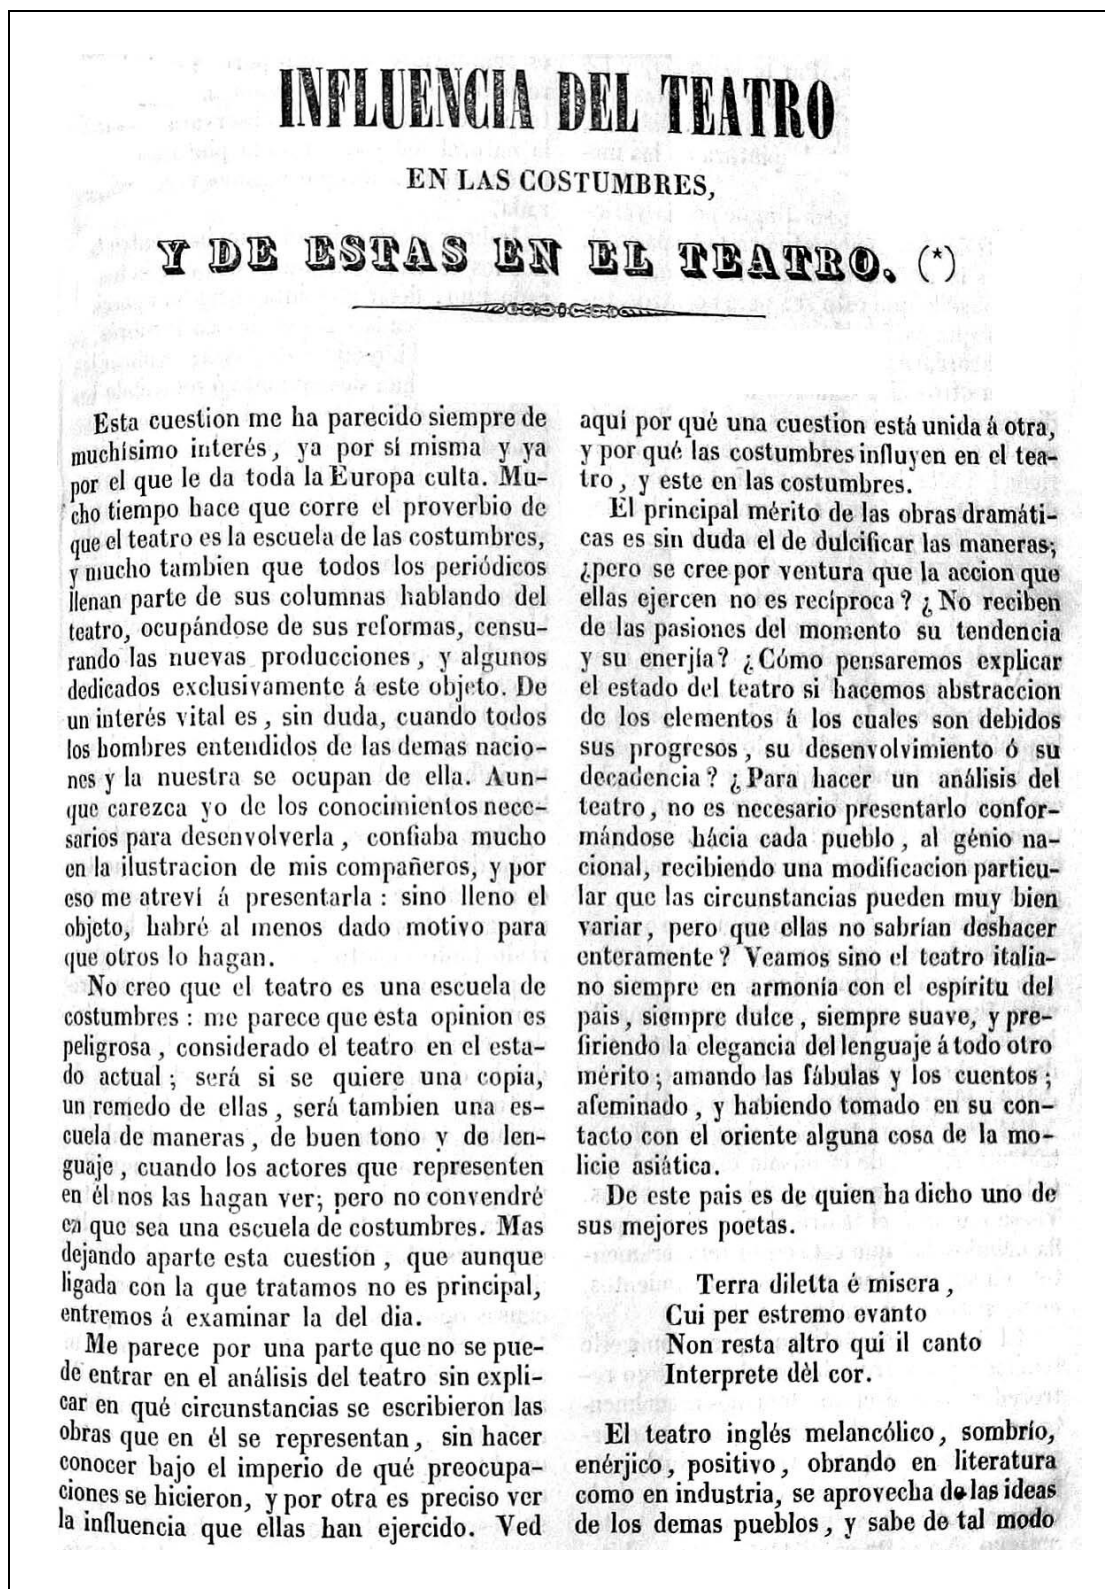 INFLUENCIA DEL TEATRO
EN LAS COSTUMBRES,
Y DE ESTAS EN EL TEATRO. (*)
Esta cuestion me ha parecido siempre de
muchísimo interés, ya por sí misma y ya
por el que le da toda la Europa culta. Mu-
cho tiempo hace que corre el proverbio de
que el teatro es la escuela de las costumbres,
y mucho tambien que todos los periódicos
llenan parte de sus columnas hablando del
teatro, ocupándose de sus reformas, censu-
rando las nuevas producciones, y algunos
dedicados exclusivamente á este objeto. De
un interés vital es, sin duda, cuando todos
los hombres entendidos de las demas nacio-
nes y la nuestra se ocupan de ella. Aun-
que carezca yo de los conocimientos nece-
sarios para desenvolverla, confiaba mucho
en la ilustracion de mis compañeros, y por
eso me atreví á presentarla: sino lleno el
objeto, habré al menos dado motivo para
que otros lo hagan.
No creo que el teatro es una escuela de
costumbres: me parece que esta opinion es
peligrosa, considerado el teatro en el esta-
do actual; será si se quiere una copia,
un remedo de ellas, será tambien una es-
cuela de maneras, de buen tono y de len-
guaje, cuando los actores que representen
en él nos las hagan ver; pero no convendré
en que sea una escuela de costumbres. Mas
dejando aparte esta cuestion, que aunque
ligada con la que tratamos no es principal,
entremos á examinar la del dia.
Me parece por una parte que no se pue-
de entrar en el análisis del teatro sin expli-
car en qué circunstancias se escribieron las
obras que en él se representan, sin hacer
conocer bajo el imperio de qué preocupa-
ciones se hicieron, y por otra es preciso ver
la influencia que ellas han ejercido. Ved
aquí por qué una cuestion está unida á otra,
y por qué las costumbres influyen en el tea-
tro, y este en las costumbres.
El principal mérito de las obras dramáti-
cas es sin duda el de dulcificar las maneras;
¿pero se cree por ventura que la accion que
ellas ejercen no es recíproca? ¿No reciben
de las pasiones del momento su tendencia
y su enerjía? ¿Cómo pensaremos explicar
el estado del teatro si hacemos abstraccion
de los elementos á los cuales son debidos
sus progresos, su desenvolvimiento ó su
decadencia? ¿Para hacer un análisis del
teatro, no es necesario presentarlo confor-
mándose hácia cada pueblo, al génio na-
cional, recibiendo una modificacion particu-
lar que las circunstancias pueden muy bien
variar, pero que ellas no sabrían deshacer
enteramente? Veamos sino el teatro italia-
no siempre en armonía con el espíritu del
pais, siempre dulce, siempre suave, y pre-
firiendo la elegancia del lenguaje á todo otro
mérito; amando las fábulas y los cuentos;
afeminado, y habiendo tomado en su con-
tacto con el oriente alguna cosa de la mo-
licie asiática.
De este pais es de quien ha dicho uno de
sus mejores poetas.
Terra diletta é misera,
Cui per estremo evanto
Non resta altro qui il canto
Interprete dèl cor.
El teatro inglés melancólico, sombrío,
enérjico, positivo, obrando en literatura
como en industria, se aprovecha de las ideas
de los demas pueblos, y sabe de tal modo